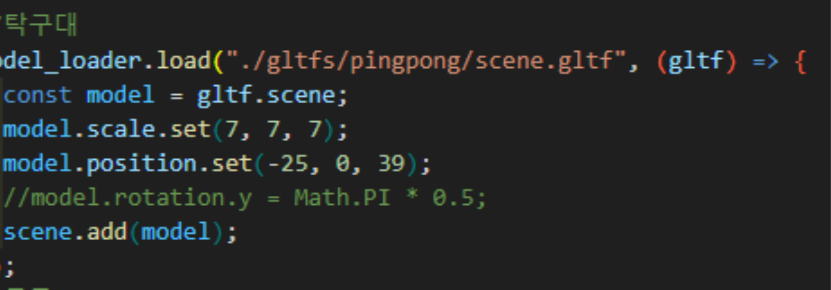 탁구대
odel_loader.load("./gltfs/pingpong/scene.gltf", (gltf) => {
const model = gltf.scene;
model.scale.set(7, 7, 7);
model.position.set(-25, 0, 39);
//model.rotation.y = Math.PI * 0.5;
scene.add(model);
;